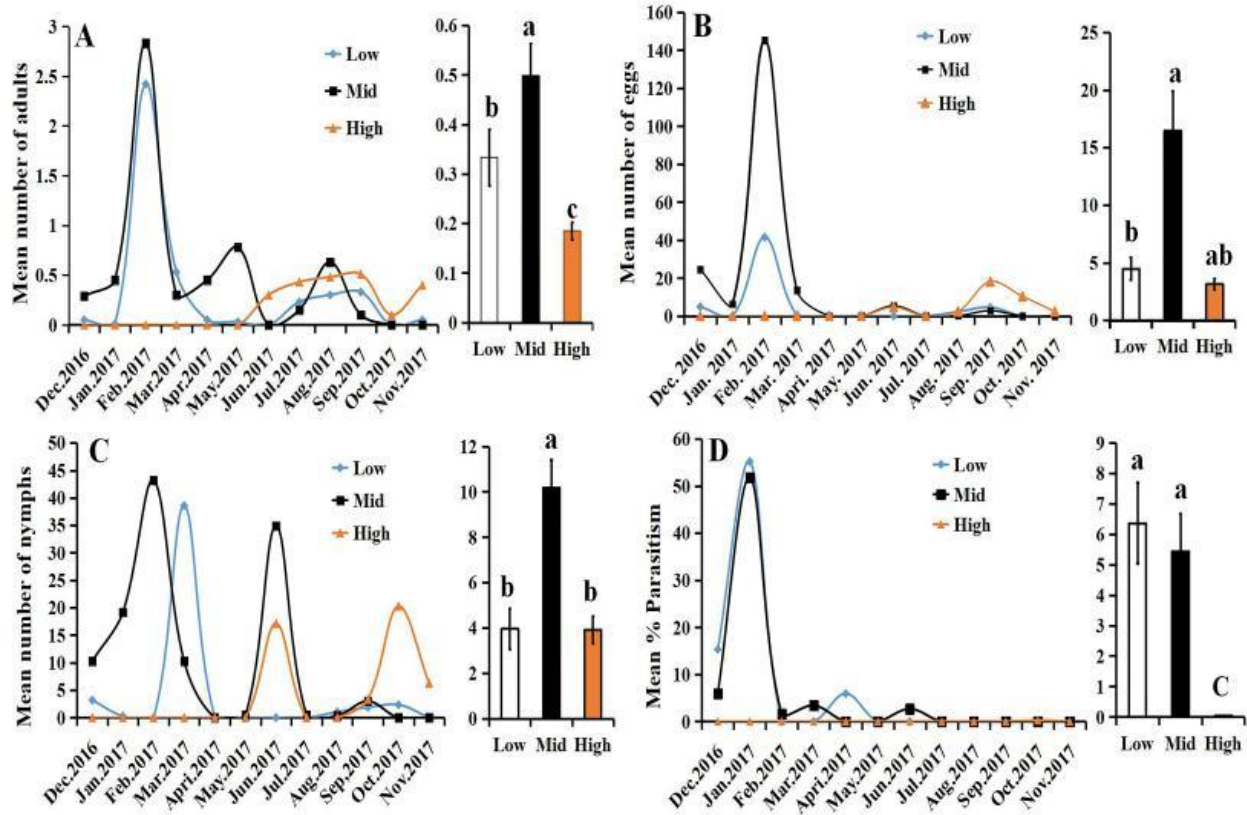 A
Mean number of adults
3
2.5
2
1.5
1
0.5
0
Low
Mid
High
Dec.2016
Jan.2017
Feb.2017
Mar.2017
Apr.2017
May.2017
Jun.2017
Jul.2017
Aug.2017
Sep.2017
Oct.2017
Nov.2017
0.6
0.5
0.4
0.3
0.2
0.1
0.0
b
a
c
Low Mid High
B
Mean number of eggs
160
140
120
100
80
60
40
20
0
Low
Mid
High
Dec. 2016
Jan. 2017
Feb. 2017
Mar. 2017
Apri. 2017
May. 2017
Jun. 2017
Jul. 2017
Aug. 2017
Sep. 2017
Oct. 2017
Nov. 2017
25
20
15
10
5
0
b
a
ab
Low Mid High
C
Mean number of nymphs
50
45
40
35
30
25
20
15
10
5
0
Low
Mid
High
Dec.2016
Jan.2017
Feb.2017
Mar.2017
Apri.2017
May.2017
Jun.2017
Jul.2017
Aug.2017
Sep.2017
Oct.2017
Nov.2017
12
10
8
6
4
2
0
b
a
b
Low Mid High
D
Mean % Parasitism
60
50
40
30
20
10
0
Low
Mid
High
Dec.2016
Jan.2017
Feb.2017
Mar.2017
Apri.2017
May.2017
Jun.2017
Jul.2017
Aug.2017
Sep.2017
Oct.2017
Nov.2017
9
8
7
6
5
4
3
2
1
0
a
a
C
Low Mid High